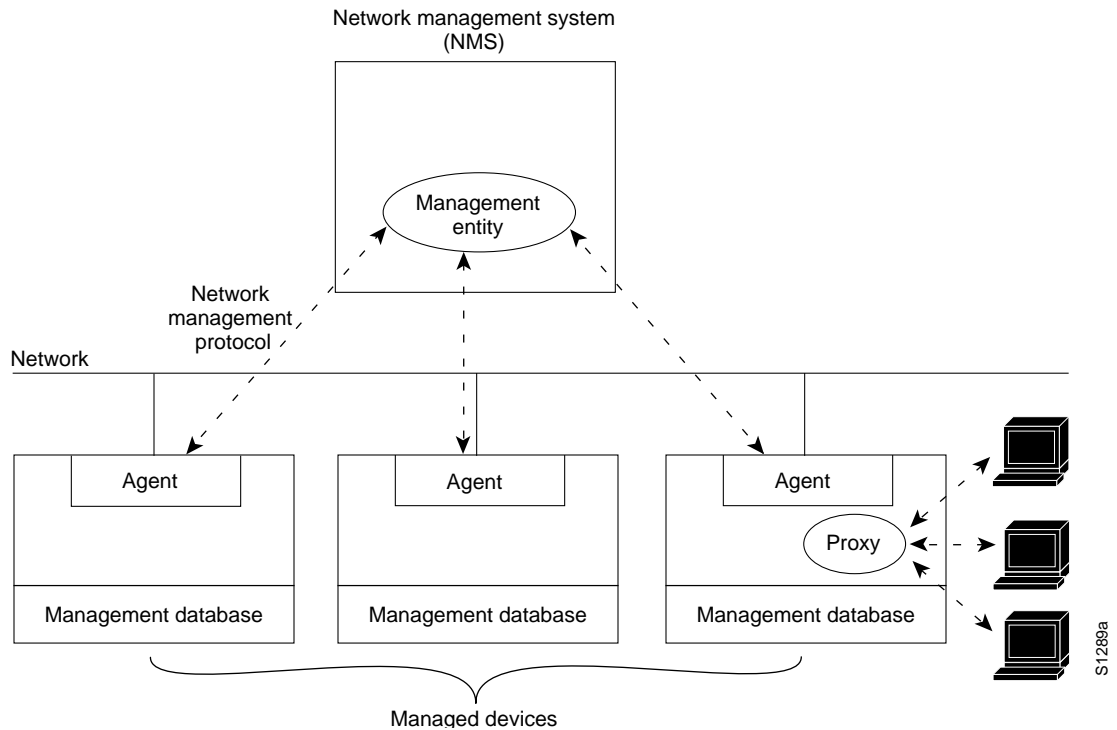 Network management system
(NMS)
Management
entity
Network
management
protocol
Network
Agent
Agent
Agent
Proxy
Management database
Management database
Management database
S1289a
Managed devices